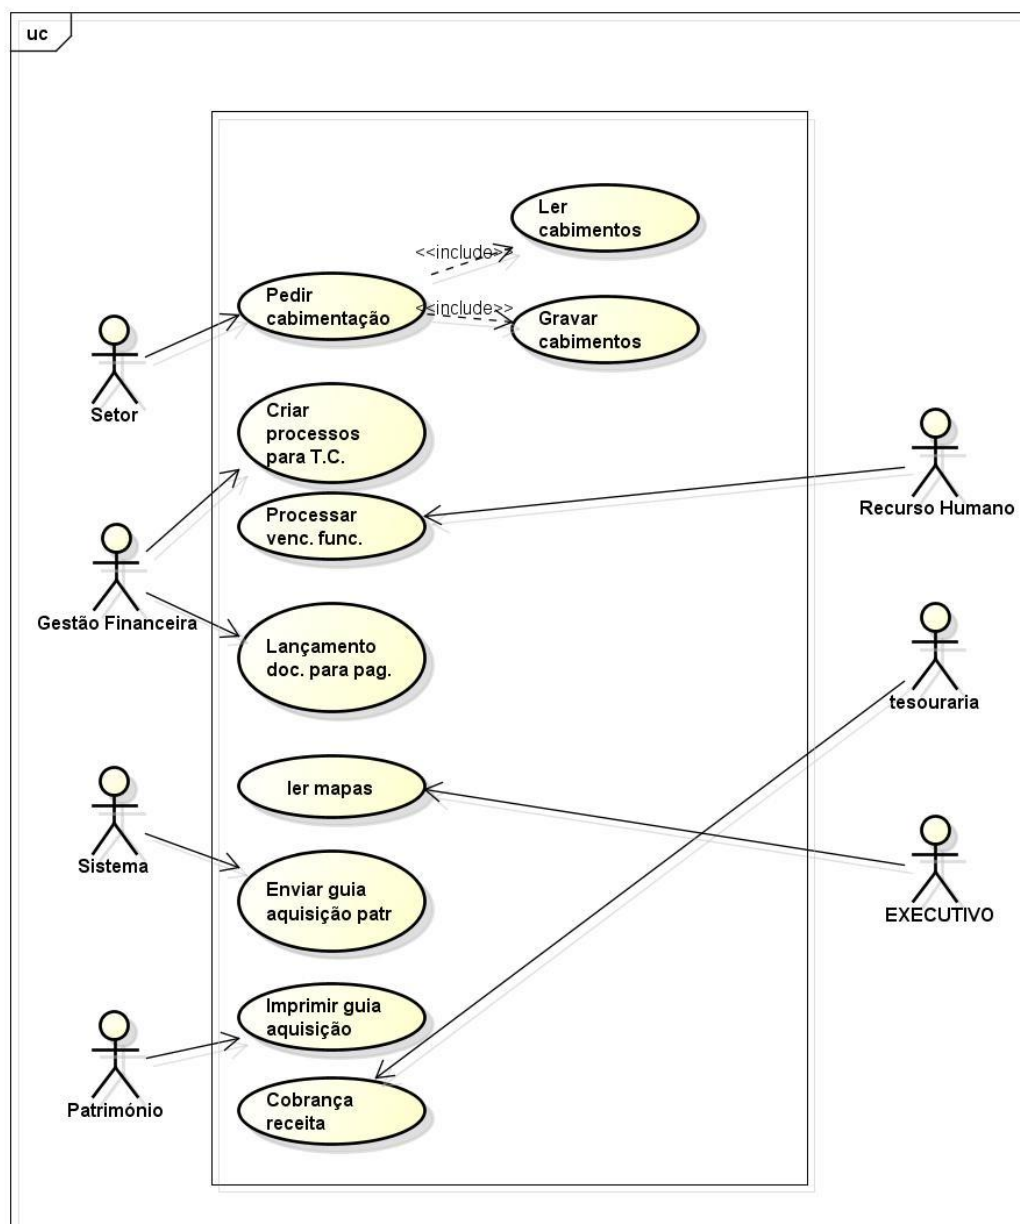 uc
Ler
cabimentos
<<include>>
Pedir
cabimentação
<<include>>
Gravar
cabimentos
Setor
Criar
processos
para T.C.
Processar
venc. func.
Recurso Humano
Gestão Financeira
Lançamento
doc. para pag.
tesouraria
ler mapas
Sistema
Enviar guia
aquisição patr
EXECUTIVO
Imprimir guia
aquisição
Património
Cobrança
receita